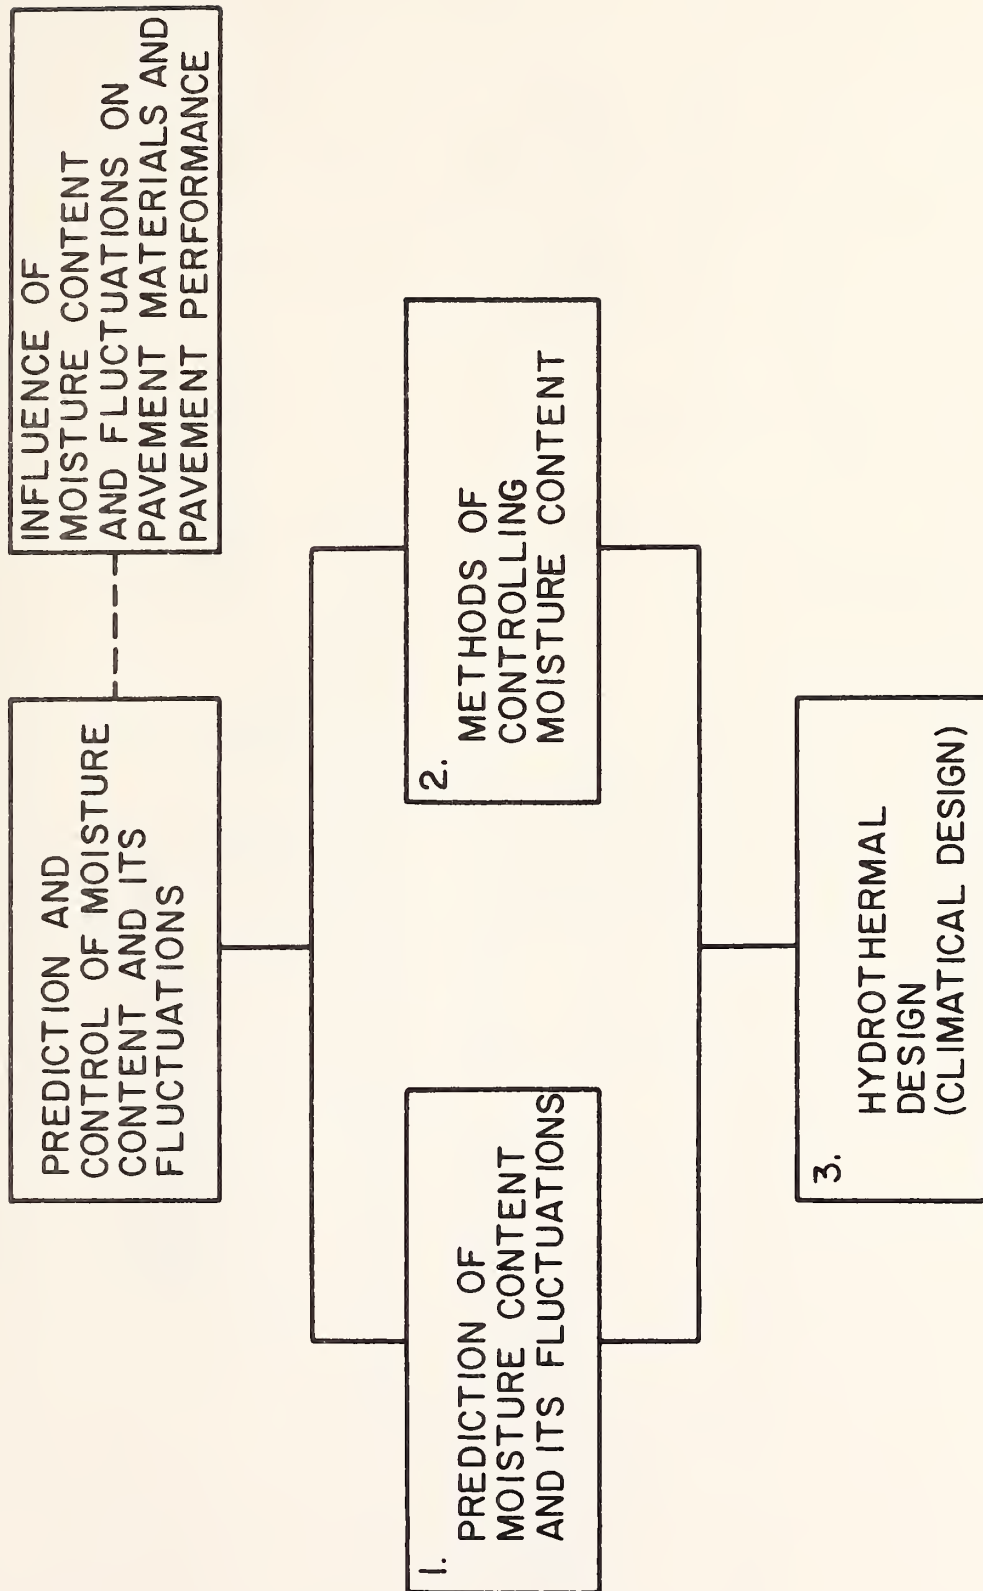 PREDICTION AND
CONTROL OF MOISTURE
CONTENT AND ITS
FLUCTUATIONS
INFLUENCE OF
MOISTURE CONTENT
AND FLUCTUATIONS ON
PAVEMENT MATERIALS AND
PAVEMENT PERFORMANCE
1.
PREDICTION OF
MOISTURE CONTENT
AND ITS FLUCTUATIONS
2.
METHODS OF
CONTROLLING
MOISTURE CONTENT
3.
HYDROTHERMAL
DESIGN
(CLIMATICAL DESIGN)